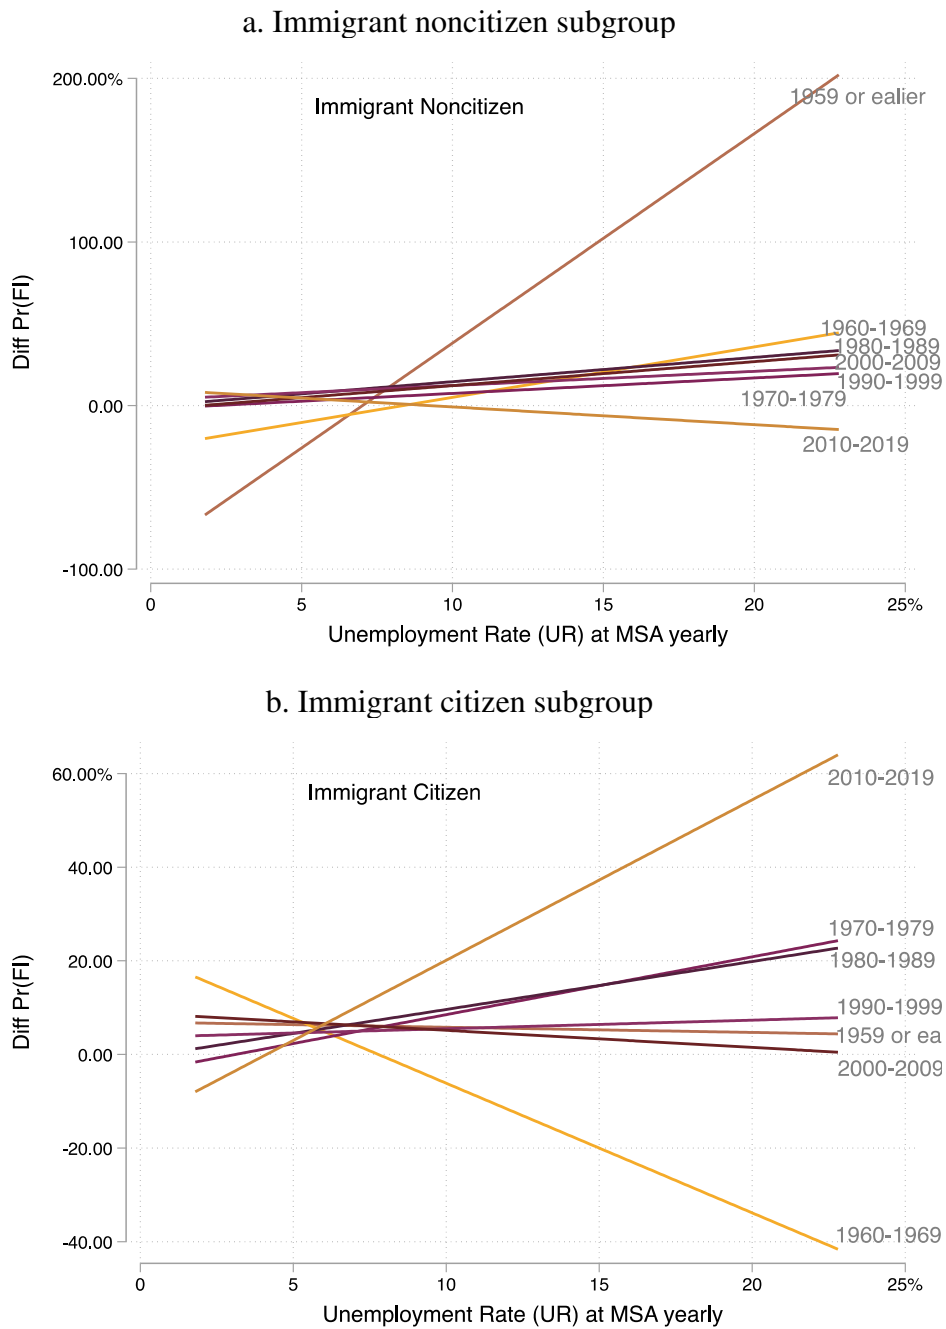 a. Immigrant noncitizen subgroup
200.00%
Immigrant Noncitizen
1959 or ealier
100.00
Diff Pr(FI)
1960-1969
1980-1989
2000-2009
1990-1999
1970-1979
0.00
2010-2019
-100.00
0 5 10 15 20 25%
Unemployment Rate (UR) at MSA yearly
b. Immigrant citizen subgroup
60.00%
Immigrant Citizen
2010-2019
40.00
1970-1979
1980-1989
20.00
Diff Pr(FI)
1990-1999
1959 or ea
0.00
2000-2009
-20.00
1960-1969
-40.00
0 5 10 15 20 25%
Unemployment Rate (UR) at MSA yearly